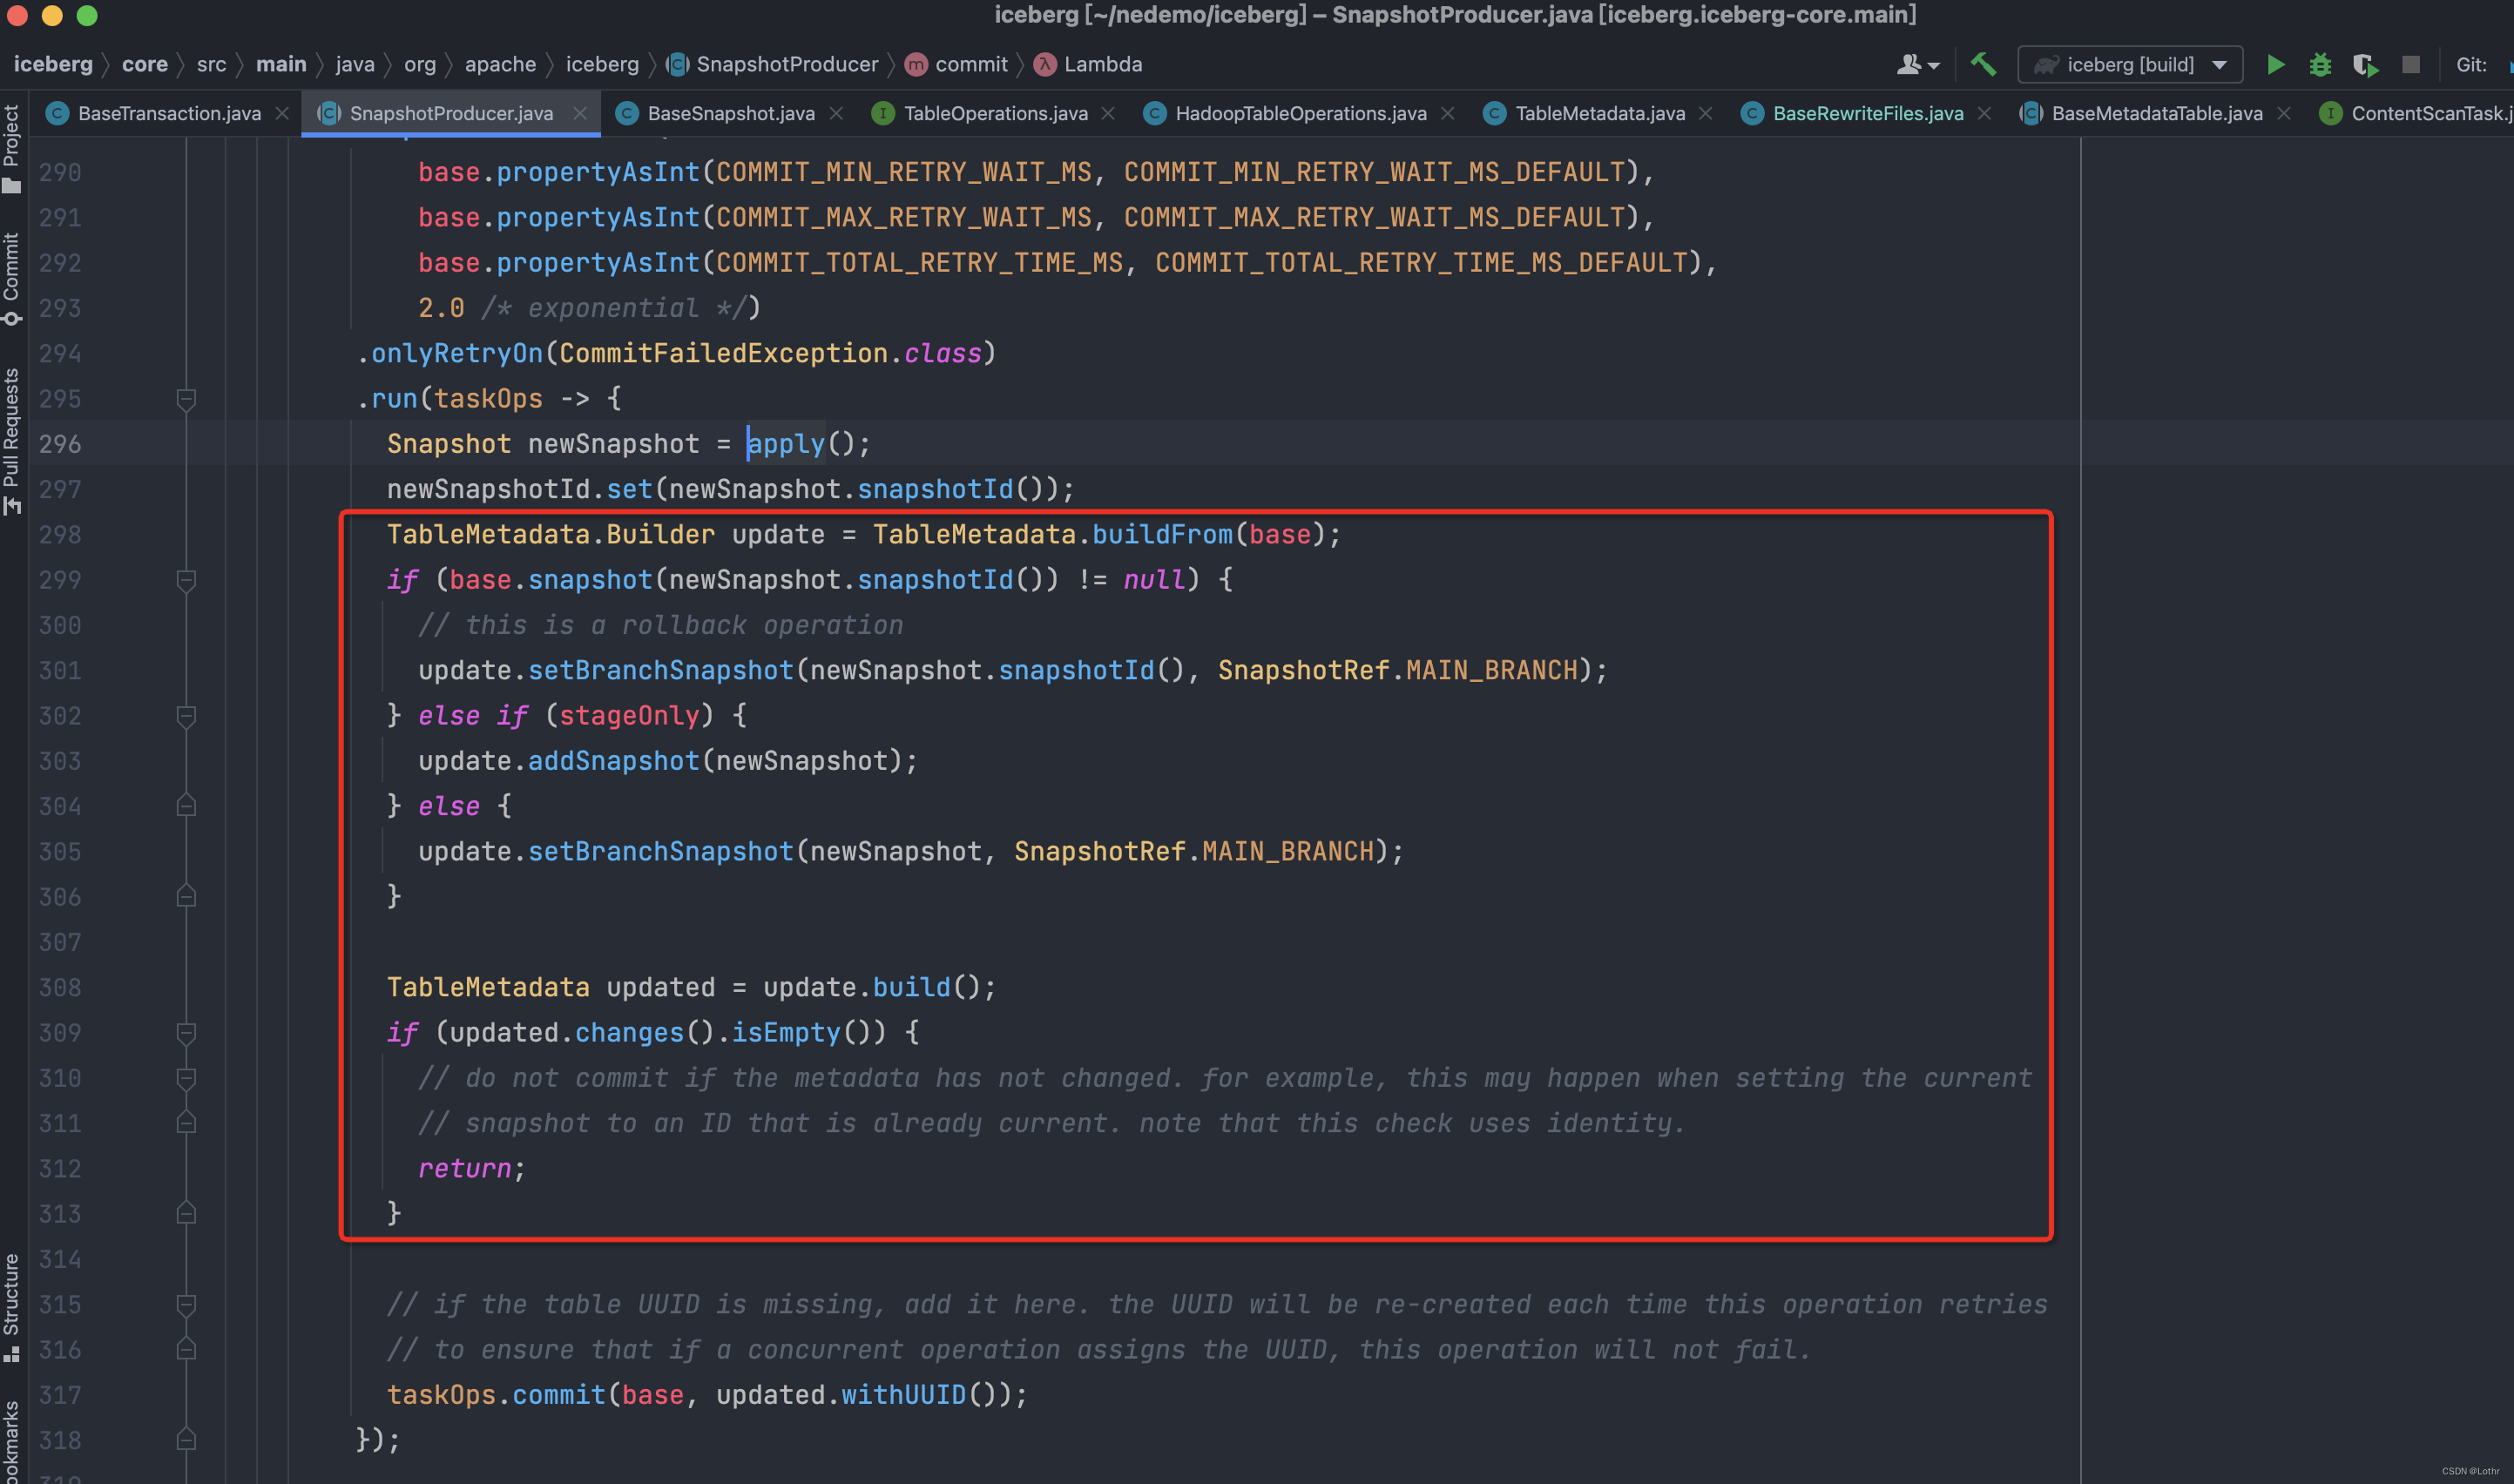 iceberg [~/nedemo/iceberg] – SnapshotProducer.java [iceberg.iceberg-core.main]
iceberg core src main java org apache iceberg SnapshotProducer commit Lambda iceberg [build] Git:
BaseTransaction.java SnapshotProducer.java BaseSnapshot.java TableOperations.java HadoopTableOperations.java TableMetadata.java BaseRewriteFiles.java BaseMetadataTable.java ContentScanTask.j
Project
Commit
Pull Requests
Structure
ookmarks
290 base.propertyAsInt(COMMIT_MIN_RETRY_WAIT_MS, COMMIT_MIN_RETRY_WAIT_MS_DEFAULT),
291 base.propertyAsInt(COMMIT_MAX_RETRY_WAIT_MS, COMMIT_MAX_RETRY_WAIT_MS_DEFAULT),
292 base.propertyAsInt(COMMIT_TOTAL_RETRY_TIME_MS, COMMIT_TOTAL_RETRY_TIME_MS_DEFAULT),
293 2.0 /* exponential */)
294 .onlyRetryOn(CommitFailedException.class)
295 .run(taskOps -> {
296 Snapshot newSnapshot = apply();
297 newSnapshotId.set(newSnapshot.snapshotId());
298 TableMetadata.Builder update = TableMetadata.buildFrom(base);
299 if (base.snapshot(newSnapshot.snapshotId()) != null) {
300 // this is a rollback operation
301 update.setBranchSnapshot(newSnapshot.snapshotId(), SnapshotRef.MAIN_BRANCH);
302 } else if (stageOnly) {
303 update.addSnapshot(newSnapshot);
304 } else {
305 update.setBranchSnapshot(newSnapshot, SnapshotRef.MAIN_BRANCH);
306 }
307
308 TableMetadata updated = update.build();
309 if (updated.changes().isEmpty()) {
310 // do not commit if the metadata has not changed. for example, this may happen when setting the current
311 // snapshot to an ID that is already current. note that this check uses identity.
312 return;
313 }
314
315 // if the table UUID is missing, add it here. the UUID will be re-created each time this operation retries
316 // to ensure that if a concurrent operation assigns the UUID, this operation will not fail.
317 taskOps.commit(base, updated.withUUID());
318 });
319
CSDN @Lothr